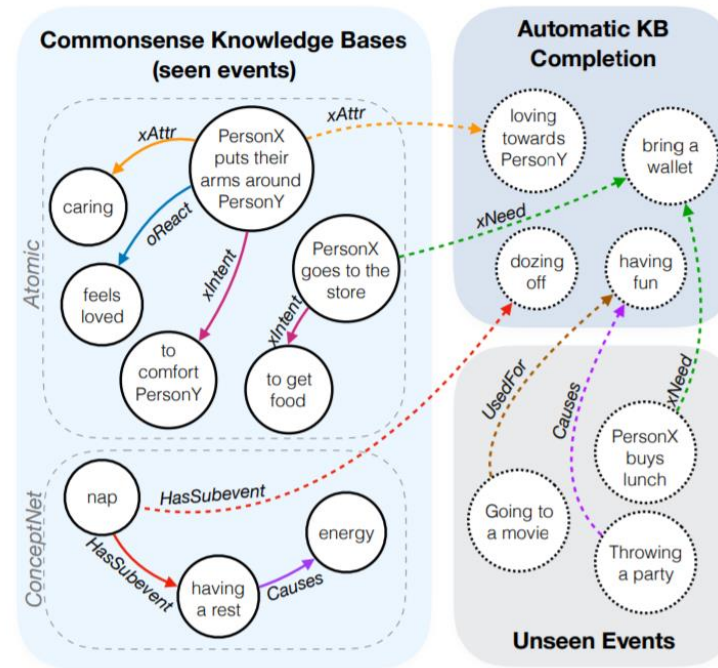 Commonsense Knowledge Bases
(seen events)
Atomic
xAttr
caring
PersonX
puts their
arms around
PersonY
xAttr
oReact
feels
loved
xIntent
to
comfort
PersonY
PersonX
goes to the
store
xIntent
to get
food
xNeed
ConceptNet
nap
HasSubevent
HasSubevent
having
a rest
Causes
energy
Automatic KB
Completion
loving
towards
PersonY
bring a
wallet
dozing
off
having
fun
UsedFor
Causes
xNeed
PersonX
buys
lunch
Going to
a movie
Throwing
a party
Unseen Events